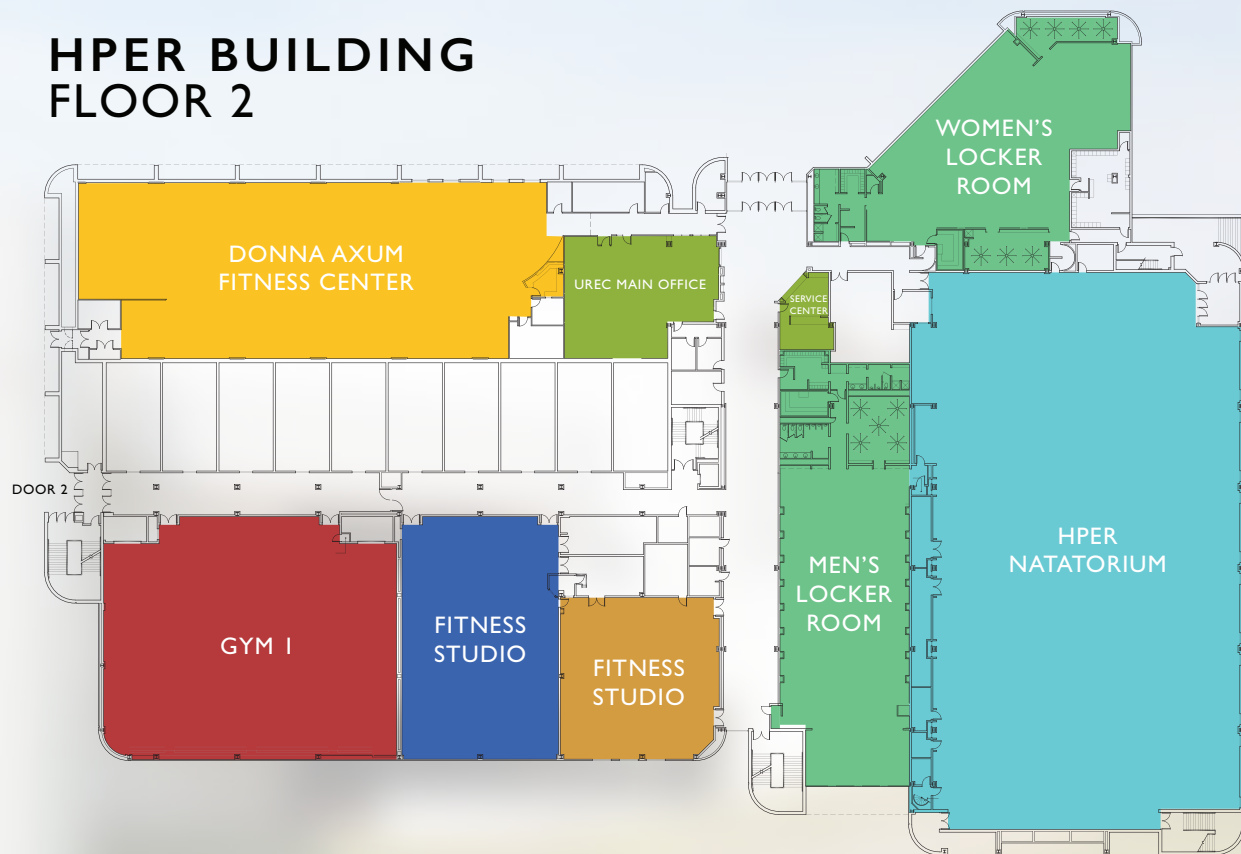 HPER BUILDING
FLOOR 2
WOMEN'S
LOCKER
ROOM
DONNA AXUM
FITNESS CENTER
UREC MAIN OFFICE
SERVICE
CENTER
DOOR 2
HPER
NATATORIUM
MEN'S
LOCKER
ROOM
GYM 1
FITNESS
STUDIO
FITNESS
STUDIO